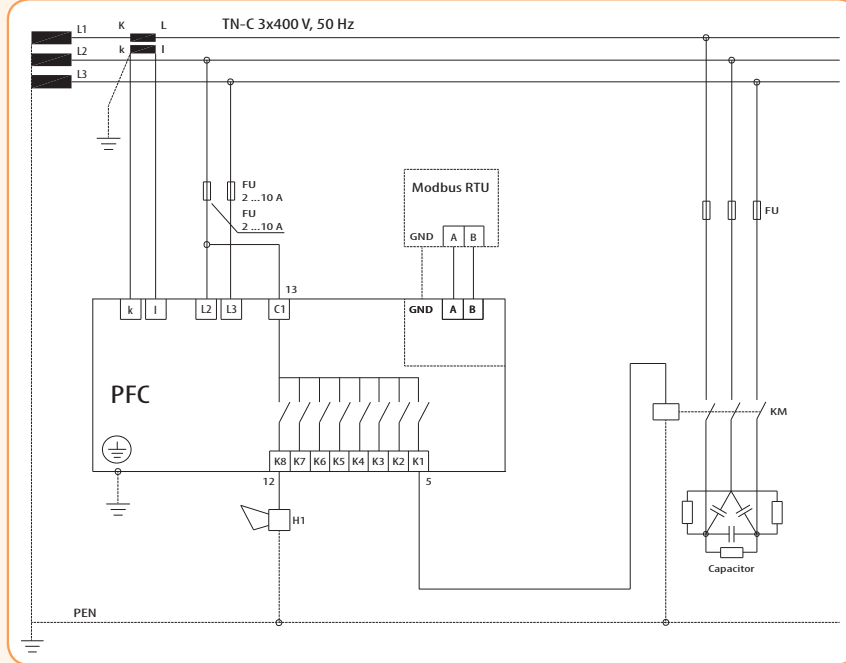 TN-C 3x400 V, 50 Hz
L1
K
L
L2
k
l
L3
FU
2 ...10 A
FU
2 ...10 A
Modbus RTU
GND
A
B
FU
13
k
l
L2
L3
C1
GND
A
B
PFC
KM
K8
K7
K6
K5
K4
K3
K2
K1
12
5
H1
Capacitor
PEN